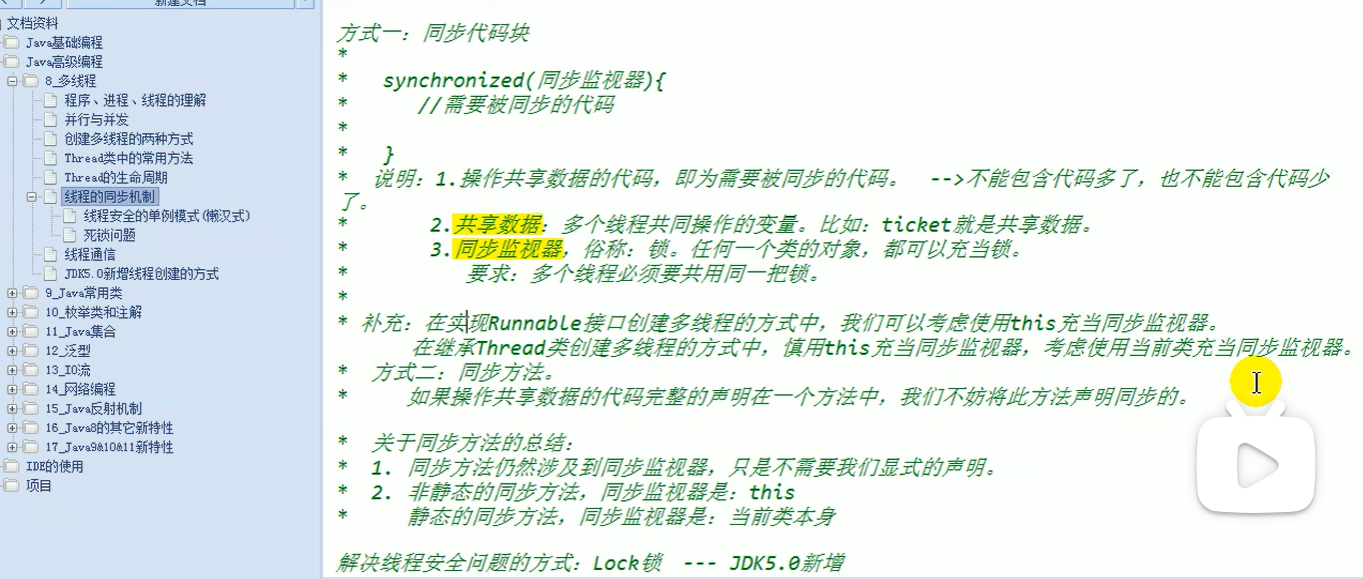 新建文档
文档资料
Java基础编程
Java高级编程
8_多线程
程序、进程、线程的理解
并行与并发
创建多线程的两种方式
Thread类中的常用方法
Thread的生命周期
线程的同步机制
线程安全的单例模式(懒汉式)
死锁问题
线程通信
JDK5.0新增线程创建的方式
9_Java常用类
10_枚举类和注解
11_Java集合
12_泛型
13_IO流
14_网络编程
15_Java反射机制
16_Java8的其它新特性
17_Java9&10&11新特性
IDE的使用
项目
方式一：同步代码块
*
* synchronized(同步监视器){
* //需要被同步的代码
*
* }
* 说明：1.操作共享数据的代码，即为需要被同步的代码。 -->不能包含代码多了，也不能包含代码少
了。
* 2.共享数据：多个线程共同操作的变量。比如：ticket就是共享数据。
* 3.同步监视器，俗称：锁。任何一个类的对象，都可以充当锁。
* 要求：多个线程必须要共用同一把锁。
*
* 补充：在实现Runnable接口创建多线程的方式中，我们可以考虑使用this充当同步监视器。
在继承Thread类创建多线程的方式中，慎用this充当同步监视器，考虑使用当前类充当同步监视器。
* 方式二：同步方法。
* 如果操作共享数据的代码完整的声明在一个方法中，我们不妨将此方法声明同步的。
* 关于同步方法的总结：
* 1. 同步方法仍然涉及到同步监视器，只是不需要我们显式的声明。
* 2. 非静态的同步方法，同步监视器是：this
* 静态的同步方法，同步监视器是：当前类本身
解决线程安全问题的方式：Lock锁 --- JDK5.0新增